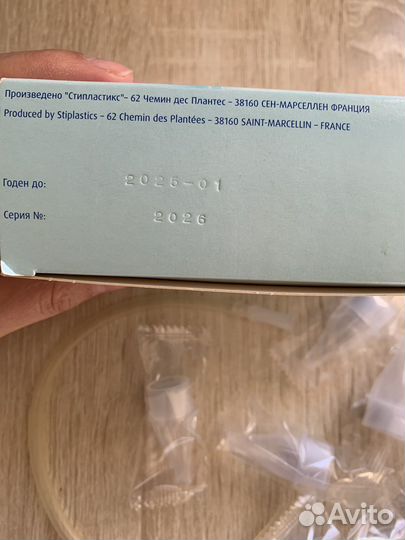 Произведено "Стипластикс"- 62 Чемин дес Плантес – 38160 СЕН-МАРСЕЛЛЕН ФРАНЦИЯ
Produced by Stiplastics – 62 Chemin des Plantées – 38160 SAINT-MARCELLIN – FRANCE
Годен до: 2025-01
Серия №: 2026
Avito